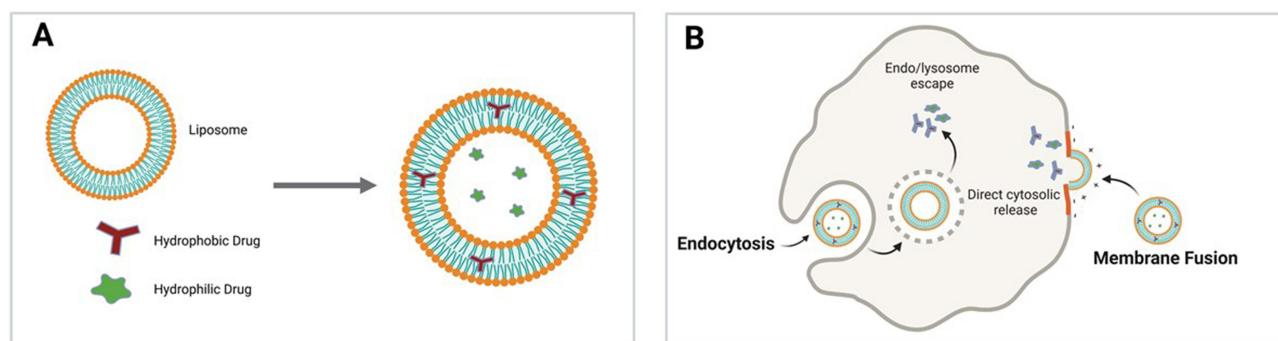 A
Liposome
Hydrophobic Drug
Hydrophilic Drug
B
Endo/lysosome
escape
Direct cytosolic
release
Endocytosis
Membrane Fusion